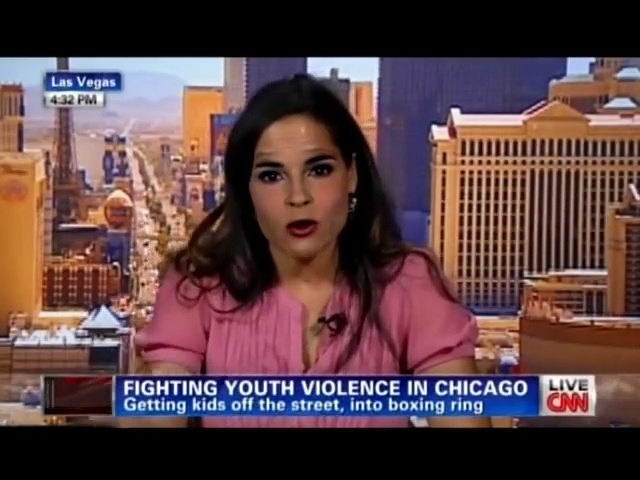 Las Vegas
4:32 PM
FIGHTING YOUTH VIOLENCE IN CHICAGO
Getting kids off the street, into boxing ring
LIVE
CNN